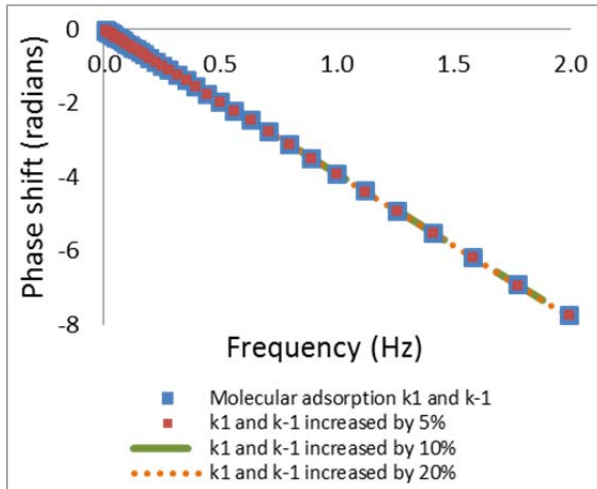 0
0.0 0.5 1.0 1.5 2.0
-2
-4
-6
-8
Phase shift (radians)
Frequency (Hz)
Molecular adsorption k1 and k-1
k1 and k-1 increased by 5%
k1 and k-1 increased by 10%
k1 and k-1 increased by 20%